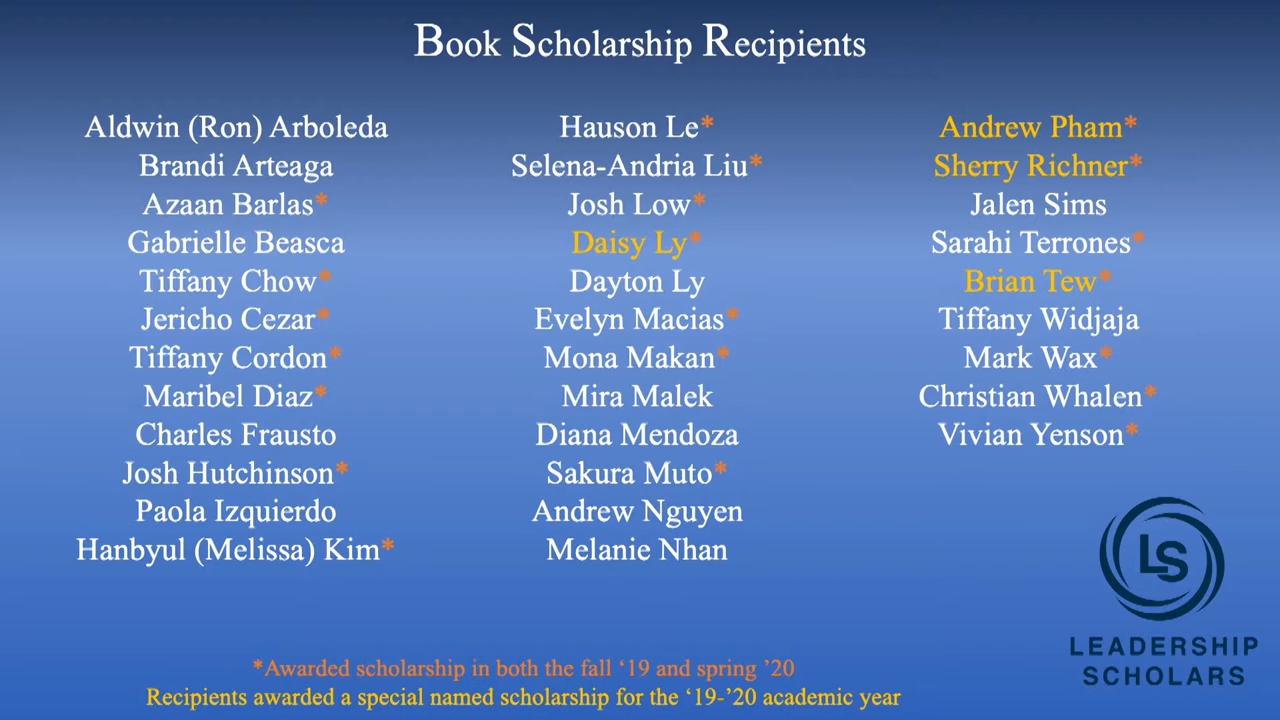 Book Scholarship Recipients
Aldwin (Ron) Arboleda
Brandi Arteaga
Azaan Barlas*
Gabrielle Beasca
Tiffany Chow*
Jericho Cezar*
Tiffany Cordon*
Maribel Diaz*
Charles Frausto
Josh Hutchinson*
Paola Izquierdo
Hanbyul (Melissa) Kim*
Hauson Le*
Selena-Andria Liu*
Josh Low*
Daisy Ly*
Dayton Ly
Evelyn Macias*
Mona Makan*
Mira Malek
Diana Mendoza
Sakura Muto*
Andrew Nguyen
Melanie Nhan
Andrew Pham*
Sherry Richner*
Jalen Sims
Sarahi Terrones*
Brian Tew*
Tiffany Widjaja
Mark Wax*
Christian Whalen*
Vivian Yenson*
LS
LEADERSHIP
SCHOLARS
*Awarded scholarship in both the fall ‘19 and spring ’20
Recipients awarded a special named scholarship for the ‘19-’20 academic year